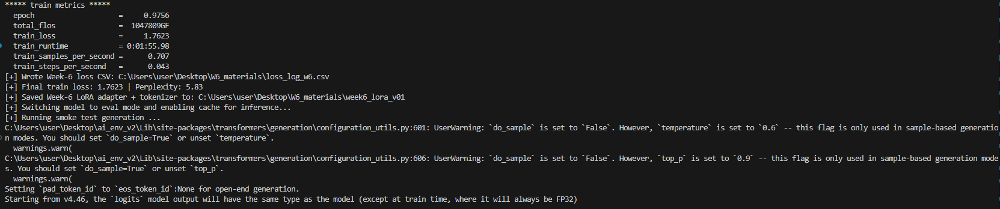 ***** train metrics *****
  epoch                    =     0.9756
  total_flos               =  1047809GF
  train_loss               =     1.7623
  train_runtime            = 0:01:55.98
  train_samples_per_second =      0.707
  train_steps_per_second   =      0.043
[+] Wrote Week-6 loss CSV: C:\Users\user\Desktop\W6_materials\loss_log_w6.csv
[+] Final train loss: 1.7623 | Perplexity: 5.83
[+] Saved Week-6 LoRA adapter + tokenizer to: C:\Users\user\Desktop\W6_materials\week6_lora_v01
[+] Switching model to eval mode and enabling cache for inference...
[+] Running smoke test generation ...
C:\Users\user\Desktop\ai_env_v2\Lib\site-packages\transformers\generation\configuration_utils.py:601: UserWarning: `do_sample` is set to `False`. However, `temperature` is set to `0.6` -- this flag is only used in sample-based generatio
n modes. You should set `do_sample=True` or unset `temperature`.
  warnings.warn(
C:\Users\user\Desktop\ai_env_v2\Lib\site-packages\transformers\generation\configuration_utils.py:606: UserWarning: `do_sample` is set to `False`. However, `top_p` is set to `0.9` -- this flag is only used in sample-based generation mode
s. You should set `do_sample=True` or unset `top_p`.
  warnings.warn(
Setting `pad_token_id` to `eos_token_id`:None for open-end generation.
Starting from v4.46, the `logits` model output will have the same type as the model (except at train time, where it will always be FP32)